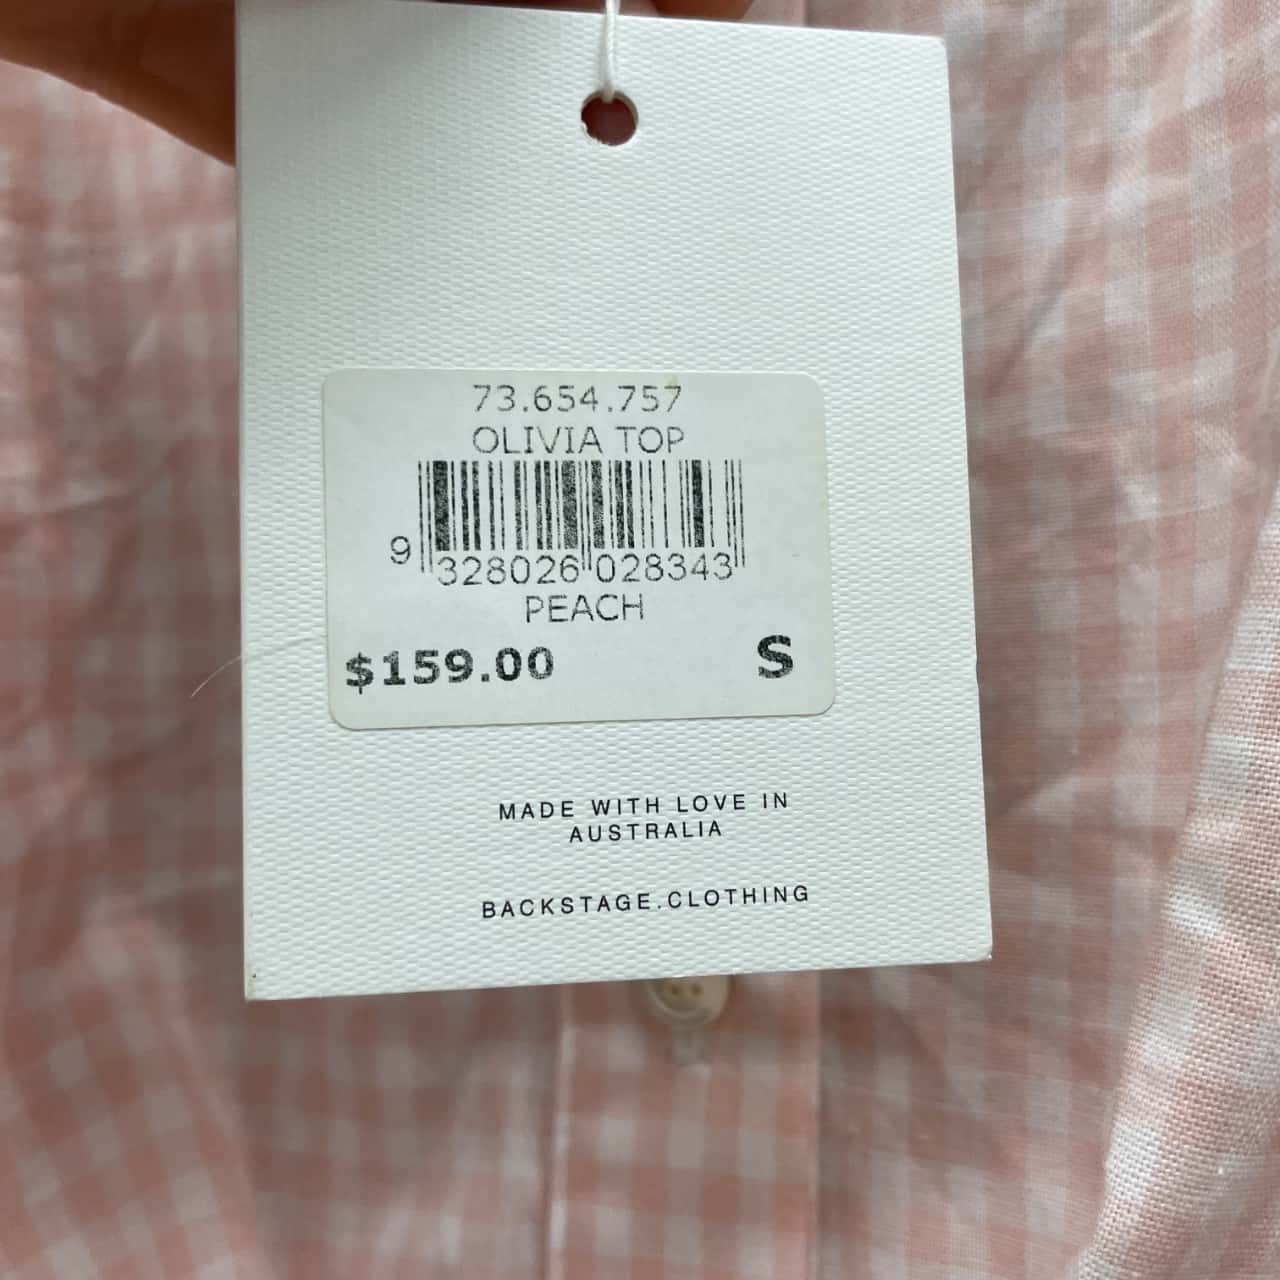 73.654.757
OLIVIA TOP
9 328026 028343
PEACH
$159.00 S
MADE WITH LOVE IN
AUSTRALIA
BACKSTAGE.CLOTHING